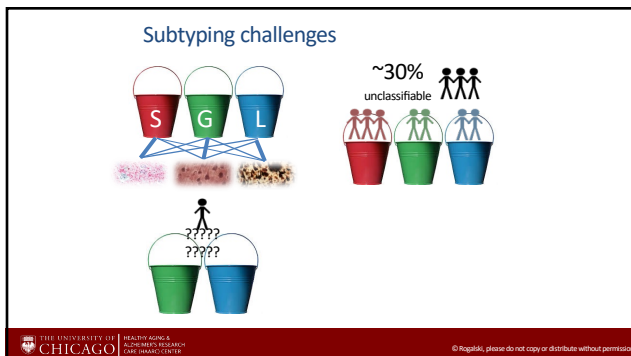 Subtyping challenges
S G L
~30%
unclassifiable
?????
?????
THE UNIVERSITY OF
CHICAGO
HEALTHY AGING &
ALZHEIMER'S RESEARCH
CARE (HAARC) CENTER
© Rogalski, please do not copy or distribute without permission